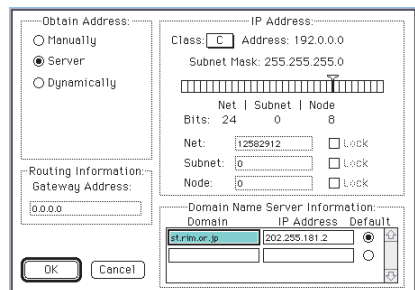 Obtain Address:
Manually
Server
Dynamically
Routing Information:
Gateway Address:
0.0.0.0
OK
Cancel
IP Address:
Class: C Address: 192.0.0.0
Subnet Mask: 255.255.255.0
Net | Subnet | Node
Bits: 24 0 8
Net: 12582912 Lock
Subnet: 0 Lock
Node: 0 Lock
Domain Name Server Information:
Domain IP Address Default
st.rim.or.jp 202.255.181.2